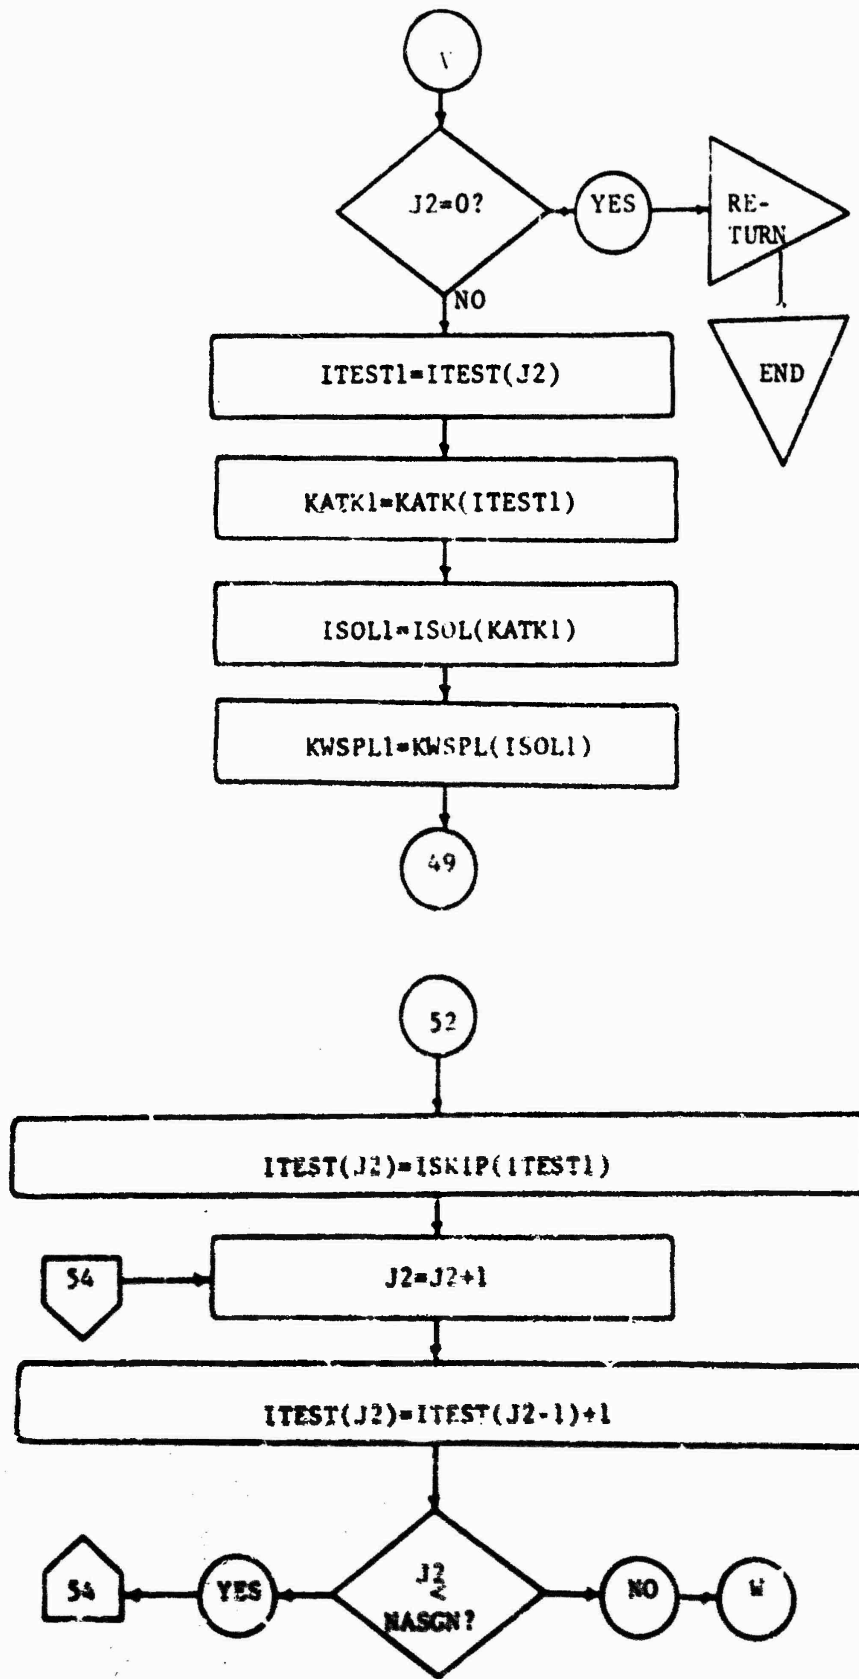 V
J2=0?
YES
RE-
TURN
NO
END
ITEST1=ITEST(J2)
KATK1=KATK(ITEST1)
ISOL1=ISOL(KATK1)
KWSPL1=KWSPL(ISOL1)
49
52
ITEST(J2)=ISKIP(ITEST1)
54
J2=J2+1
ITEST(J2)=ITEST(J2-1)+1
54
YES
J2
<
NASGN?
NO
W